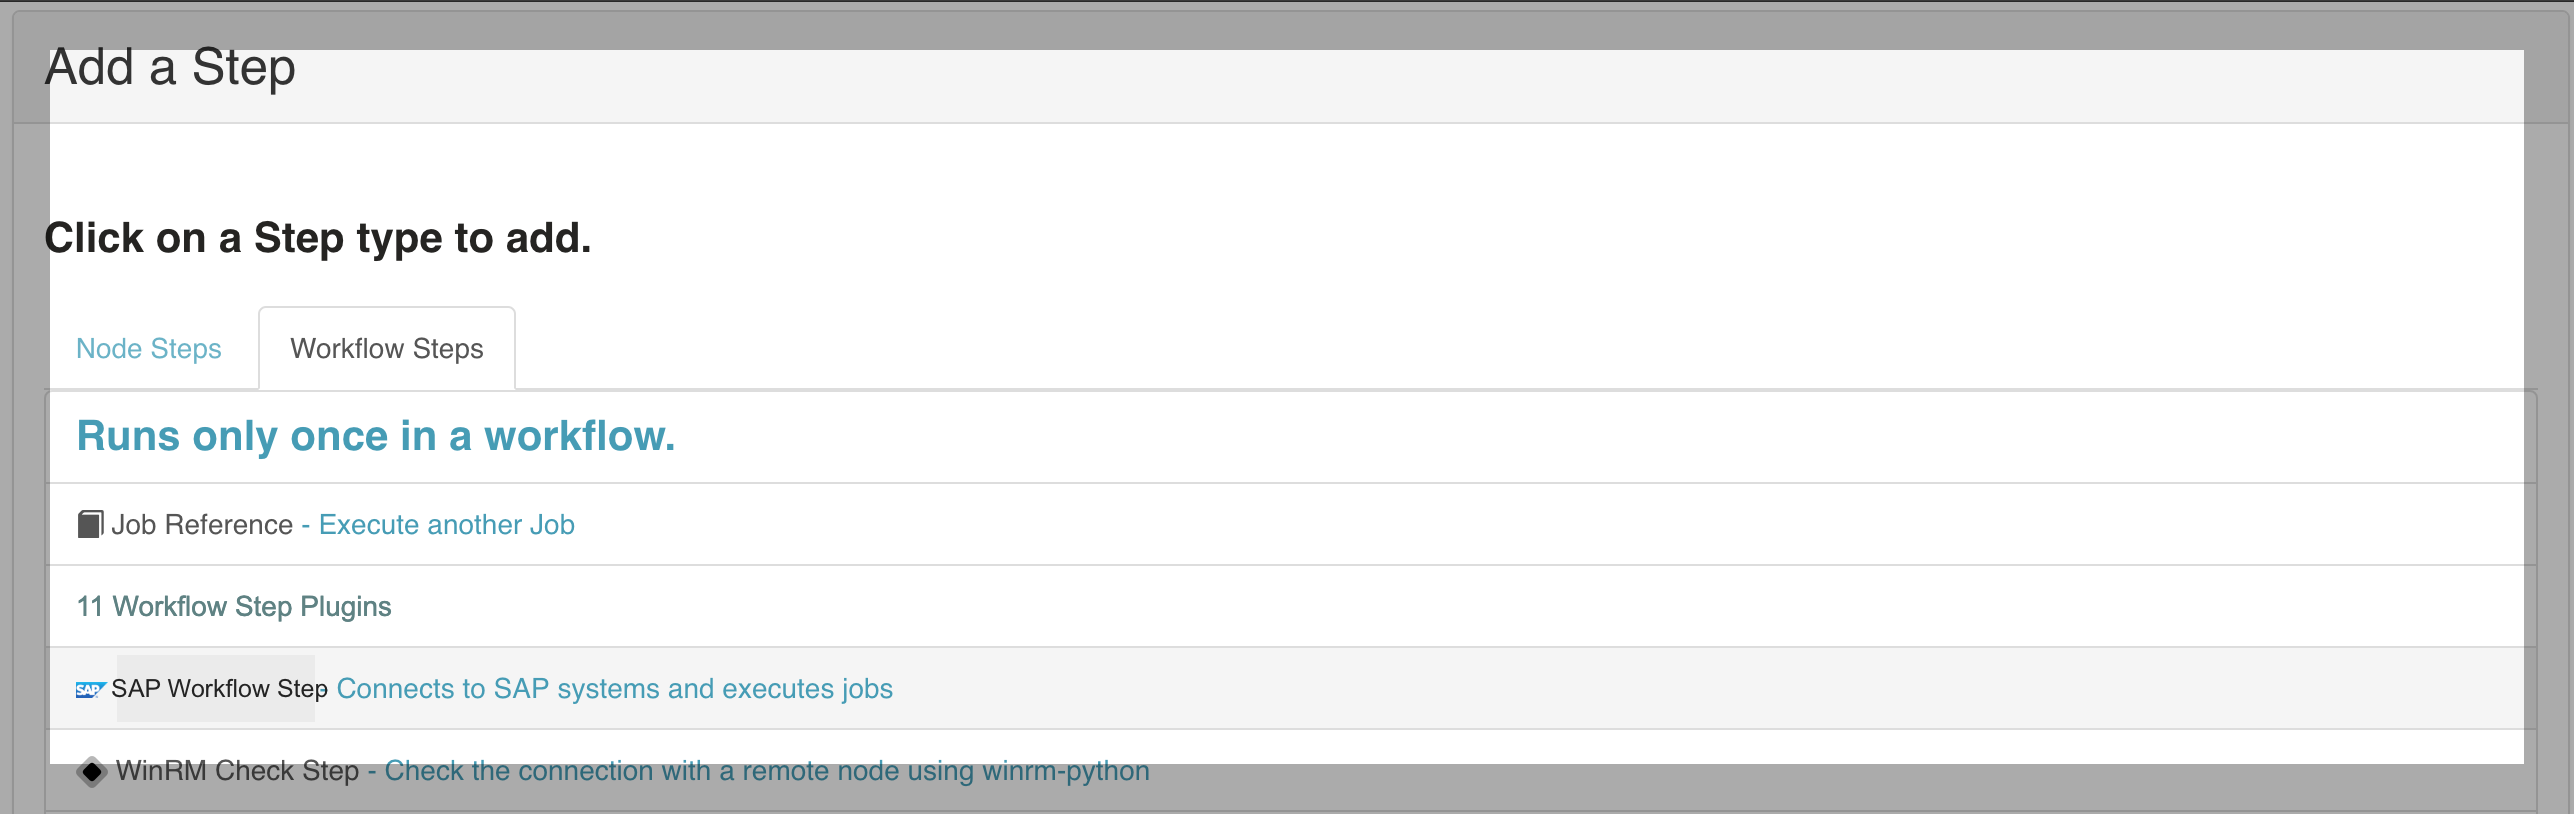 Add a Step
Click on a Step type to add.
Node Steps
Workflow Steps
Runs only once in a workflow.
Job Reference - Execute another Job
11 Workflow Step Plugins
SAP SAP Workflow Step - Connects to SAP systems and executes jobs
WinRM Check Step - Check the connection with a remote node using winrm-python